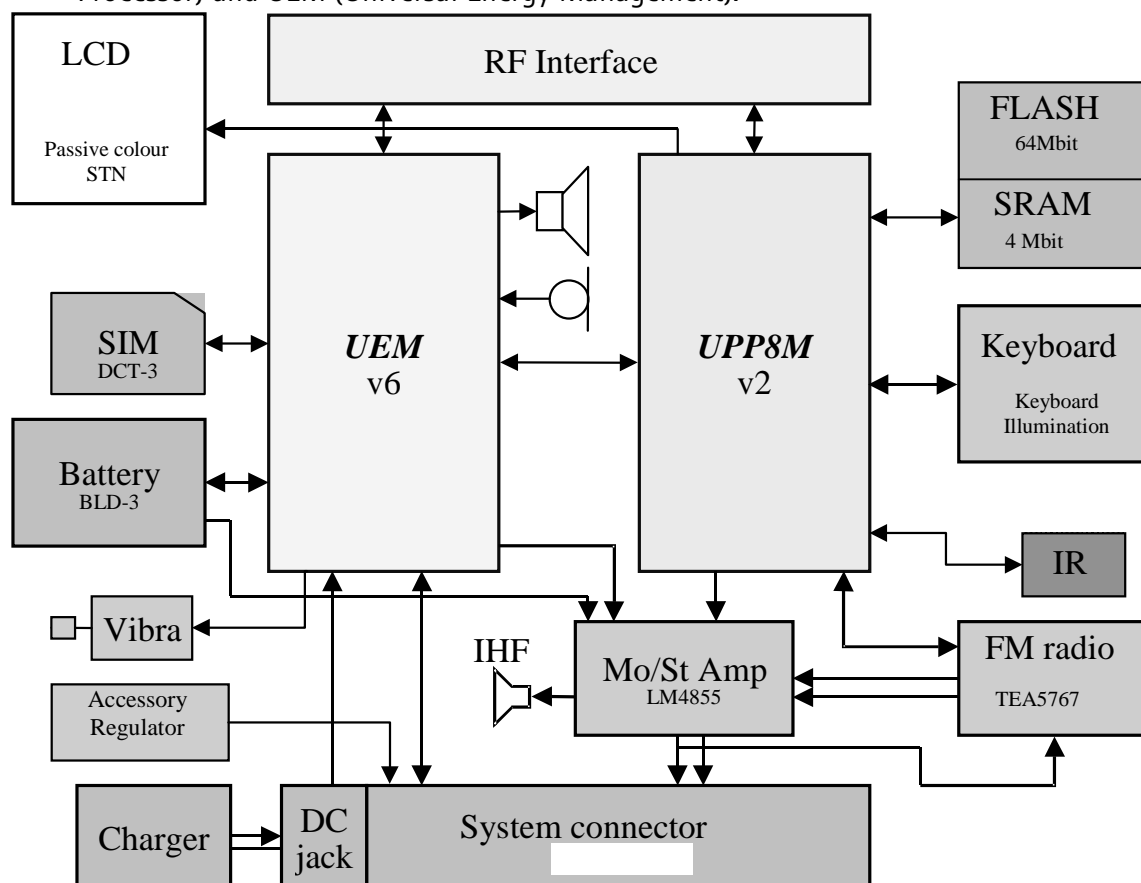 Processor) and UEM (Universal Energy Management).
LCD
Passive colour
STN
RF Interface
FLASH
64Mbit
SRAM
4 Mbit
SIM
DCT-3
UEM
v6
UPP8M
v2
Keyboard
Keyboard
Illumination
Battery
BLD-3
IR
Vibra
IHF
Mo/St Amp
LM4855
FM radio
TEA5767
Accessory
Regulator
Charger
DC
jack
System connector